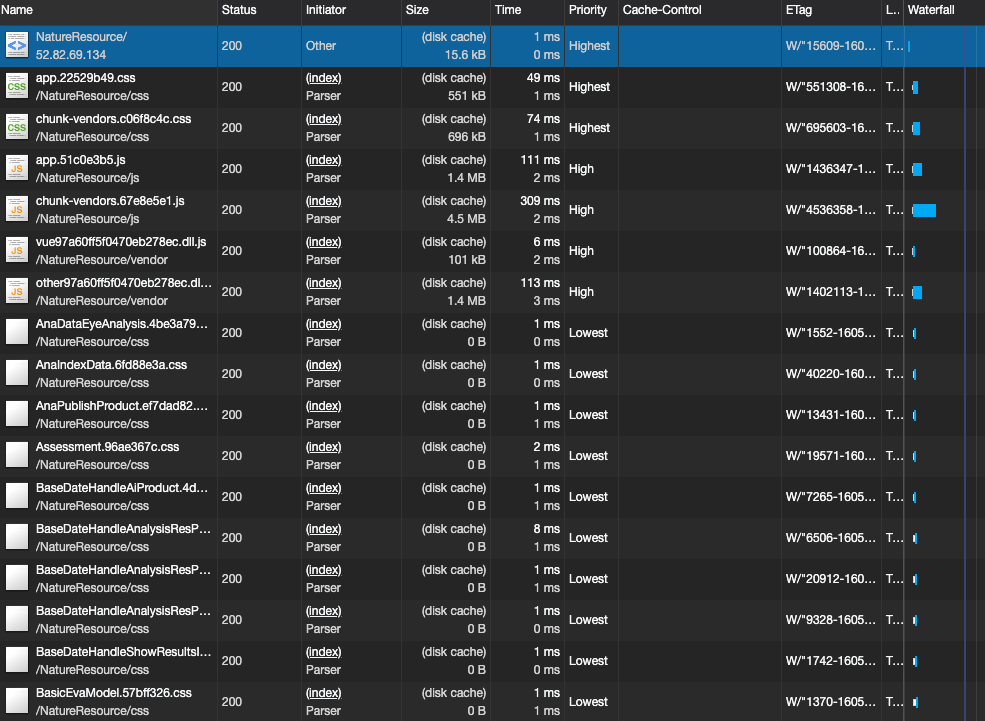 Name Status Initiator Size Time Priority Cache-Control ETag L.. Waterfall
NatureResource/ 200 Other (disk cache) 1 ms Highest W/"15609-160... T...
52.82.69.134 15.6 kB 0 ms
app.22529b49.css 200 (index) (disk cache) 49 ms Highest W/"551308-16... T...
/NatureResource/css Parser 551 kB 1 ms
chunk-vendors.c06f8c4c.css 200 (index) (disk cache) 74 ms Highest W/"695603-16... T...
/NatureResource/css Parser 696 kB 1 ms
app.51c0e3b5.js 200 (index) (disk cache) 111 ms High W/"1436347-1... T...
/NatureResource/js Parser 1.4 MB 2 ms
chunk-vendors.67e8e5e1.js 200 (index) (disk cache) 309 ms High W/"4536358-1... T...
/NatureResource/js Parser 4.5 MB 2 ms
vue97a60ff5f0470eb278ec.dll.js 200 (index) (disk cache) 6 ms High W/"100864-16... T...
/NatureResource/vendor Parser 101 kB 2 ms
other97a60ff5f0470eb278ec.dl... 200 (index) (disk cache) 113 ms High W/"1402113-1... T...
/NatureResource/vendor Parser 1.4 MB 3 ms
AnaDataEyeAnalysis.4be3a79... 200 (index) (disk cache) 1 ms Lowest W/"1552-1605... T...
/NatureResource/css Parser 0 B 0 ms
AnaIndexData.6fd88e3a.css 200 (index) (disk cache) 1 ms Lowest W/"40220-160... T...
/NatureResource/css Parser 0 B 0 ms
AnaPublishProduct.ef7dad82.... 200 (index) (disk cache) 1 ms Lowest W/"13431-160... T...
/NatureResource/css Parser 0 B 1 ms
Assessment.96ae367c.css 200 (index) (disk cache) 2 ms Lowest W/"19571-160... T...
/NatureResource/css Parser 0 B 1 ms
BaseDateHandleAiProduct.4d... 200 (index) (disk cache) 1 ms Lowest W/"7265-1605... T...
/NatureResource/css Parser 0 B 1 ms
BaseDateHandleAnalysisResP... 200 (index) (disk cache) 8 ms Lowest W/"6506-1605... T...
/NatureResource/css Parser 0 B 1 ms
BaseDateHandleAnalysisResP... 200 (index) (disk cache) 1 ms Lowest W/"20912-160... T...
/NatureResource/css Parser 0 B 1 ms
BaseDateHandleAnalysisResP... 200 (index) (disk cache) 1 ms Lowest W/"9328-1605... T...
/NatureResource/css Parser 0 B 0 ms
BaseDateHandleShowResultsI... 200 (index) (disk cache) 1 ms Lowest W/"1742-1605... T...
/NatureResource/css Parser 0 B 0 ms
BasicEvaModel.57bff326.css 200 (index) (disk cache) 1 ms Lowest W/"1370-1605... T...
/NatureResource/css Parser 0 B 1 ms